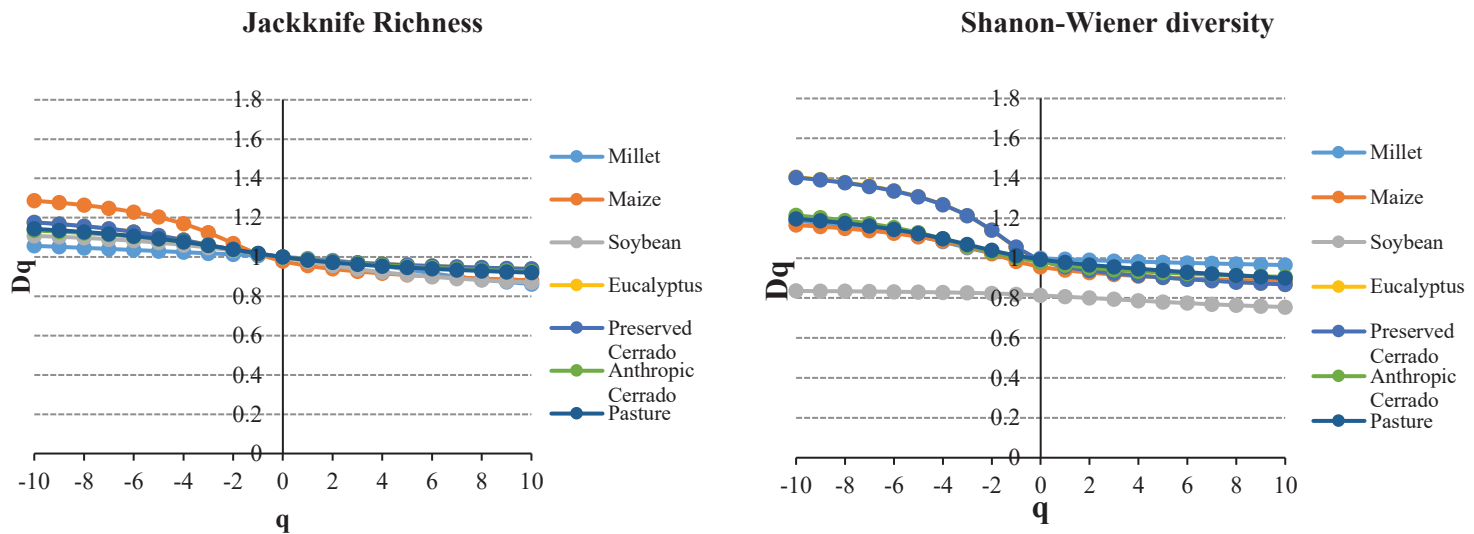 Jackknife Richness
1.8
1.6
1.4
1.2
1
0.8
0.6
0.4
0.2
0
Dq
-10 -8 -6 -4 -2 0 2 4 6 8 10
q
Millet
Maize
Soybean
Eucalyptus
Preserved
Cerrado
Anthropic
Cerrado
Pasture
Shanon-Wiener diversity
1.8
1.6
1.4
1.2
1
0.8
0.6
0.4
0.2
0
Dq
-10 -8 -6 -4 -2 0 2 4 6 8 10
q
Millet
Maize
Soybean
Eucalyptus
Preserved
Cerrado
Anthropic
Cerrado
Pasture